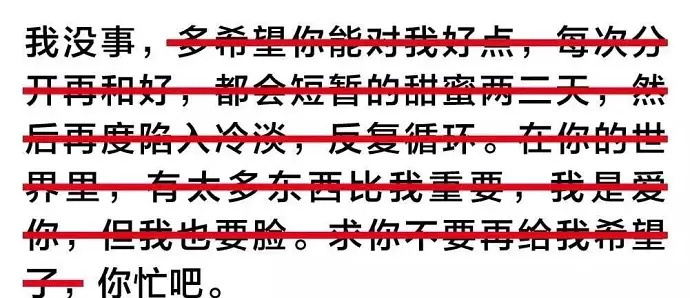 我没事，多希望你能对我好点，每次分
开再和好，都会短暂的甜蜜两三天，然
后再度陷入冷淡，反复循环。在你的世
界里，有太多东西比我重要，我是爱
你，但我也要脸。求你不要再给我希望
了，你忙吧。